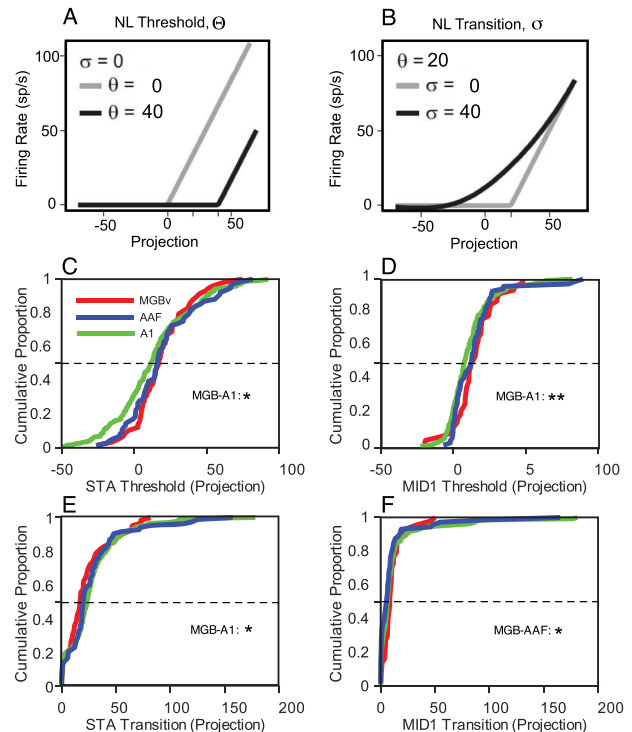 A
NL Threshold, Θ
Firing Rate (sp/s)
100
50
0
σ = 0
θ = 0
θ = 40
-50
0
50
Projection
B
NL Transition, σ
Firing Rate (sp/s)
100
50
0
θ = 20
σ = 0
σ = 40
-50
0
50
Projection
C
Cumulative Proportion
1
0.8
0.6
0.4
0.2
0
MGBv
AAF
A1
MGB-A1: *
-50
0
50
100
STA Threshold (Projection)
D
Cumulative Proportion
1
0.8
0.6
0.4
0.2
0
MGB-A1: **
-50
0
50
100
MID1 Threshold (Projection)
E
Cumulative Proportion
1
0.8
0.6
0.4
0.2
0
MGB-A1: *
0
50
100
150
200
STA Transition (Projection)
F
Cumulative Proportion
1
0.8
0.6
0.4
0.2
0
MGB-AAF: *
0
50
100
150
200
MID1 Transition (Projection)